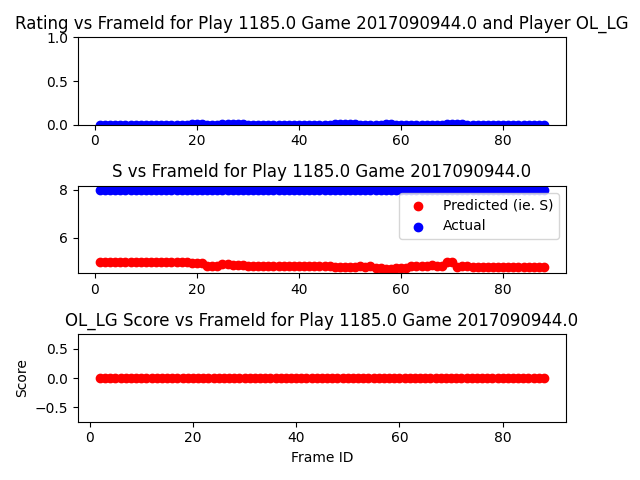 Rating vs FrameId for Play 1185.0 Game 2017090944.0 and Player OL_LG
1.0
0.5
0.0
0 20 40 60 80
S vs FrameId for Play 1185.0 Game 2017090944.0
8
6
Predicted (ie. S)
Actual
0 20 40 60 80
OL_LG Score vs FrameId for Play 1185.0 Game 2017090944.0
Score
0.5
0.0
−0.5
0 20 40 60 80
Frame ID